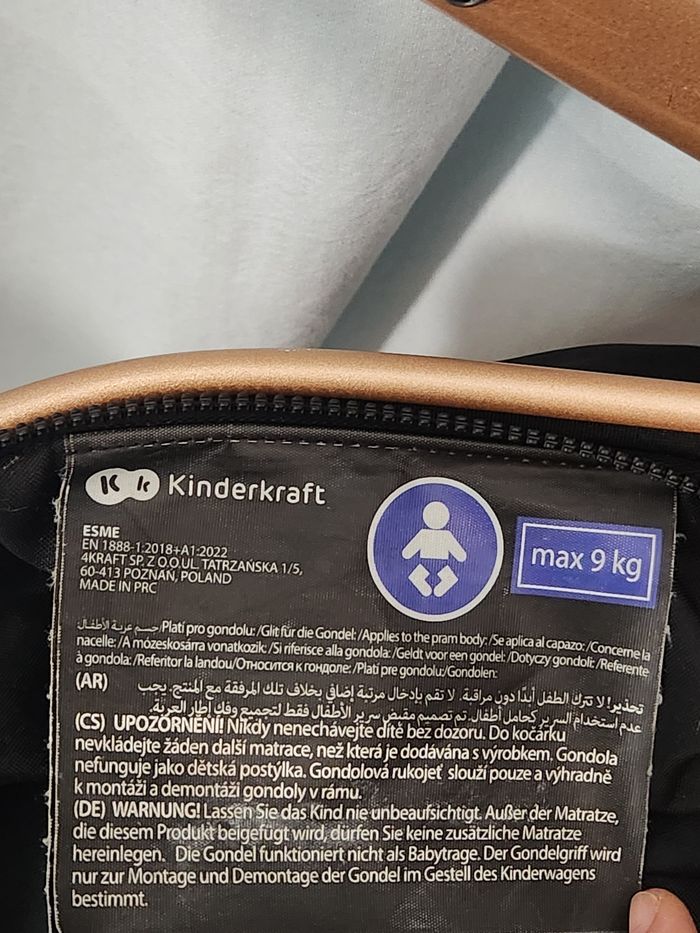 Kinderkraft
ESME
EN 1888-1:2018+A1:2022
4KRAFT SP. Z O.O.UL. TATRZAŃSKA 1/5,
60-413 POZNAŃ, POLAND
MADE IN PRC
max 9 kg
جسم عربة الأطفال /Platí pro gondolu: /Glit für die Gondel: /Applies to the pram body: /Se aplica al capazo: /Concerne la
nacelle: /A mózeskosárra vonatkozik: /Si riferisce alla gondola: /Geldt voor een gondel: /Dotyczy gondoli: /Referente
à gondola: /Referitor la landou/Относится к гондоле: /Platí pre gondolu/Gondolen:
(AR) تحذير! لا تترك الطفل أبدًا دون مراقبة. لا تقم بإدخال مرتبة إضافي بخلاف تلك المرفقة مع المنتج. يجب
عدم استخدام السرير كحامل أطفال. تم تصميم مقبض سرير الأطفال فقط لتجميع وفك إطار العربة.
(CS) UPOZORNĚNÍ! Nikdy nenechávejte dítě bez dozoru. Do kočárku
nevkládejte žáden další matrace, než která je dodávána s výrobkem. Gondola
nefunguje jako dětská postýlka. Gondolová rukojeť slouží pouze a výhradně
k montáži a demontáži gondoly v rámu.
(DE) WARNUNG! Lassen Sie das Kind nie unbeaufsichtigt. Außer der Matratze,
die diesem Produkt beigefügt wird, dürfen Sie keine zusätzliche Matratze
hereinlegen. Die Gondel funktioniert nicht als Babytrage. Der Gondelgriff wird
nur zur Montage und Demontage der Gondel im Gestell des Kinderwagens
bestimmt.